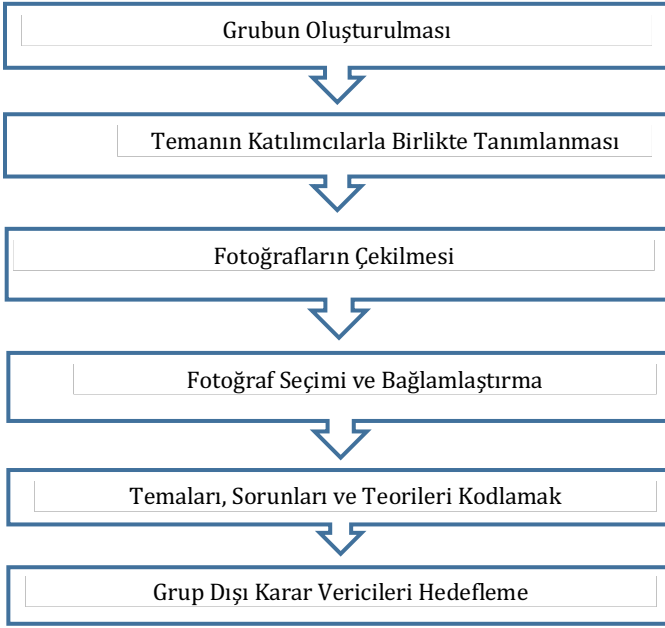 Grubun Oluşturulması
Temanın Katılımcılarla Birlikte Tanımlanması
Fotoğrafların Çekilmesi
Fotoğraf Seçimi ve Bağlamlaştırma
Temaları, Sorunları ve Teorileri Kodlamak
Grup Dışı Karar Vericileri Hedefleme